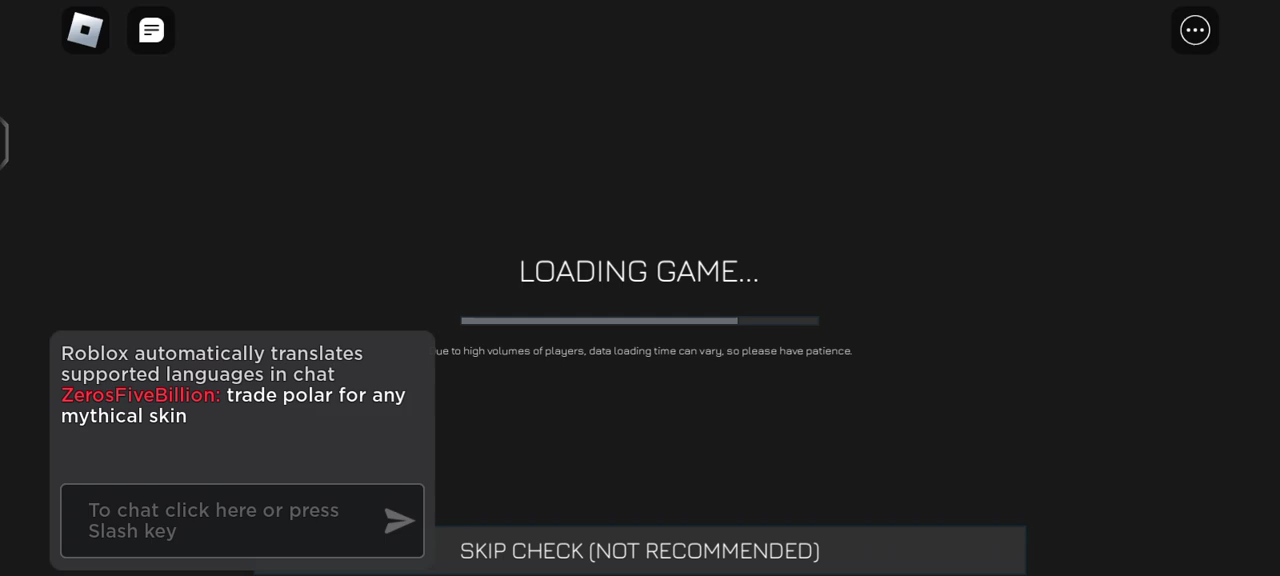 LOADING GAME...
ue to high volumes of players, data loading time can vary, so please have patience.
Roblox automatically translates
supported languages in chat
ZerosFiveBillion: trade polar for any
mythical skin
To chat click here or press
Slash key
SKIP CHECK (NOT RECOMMENDED)